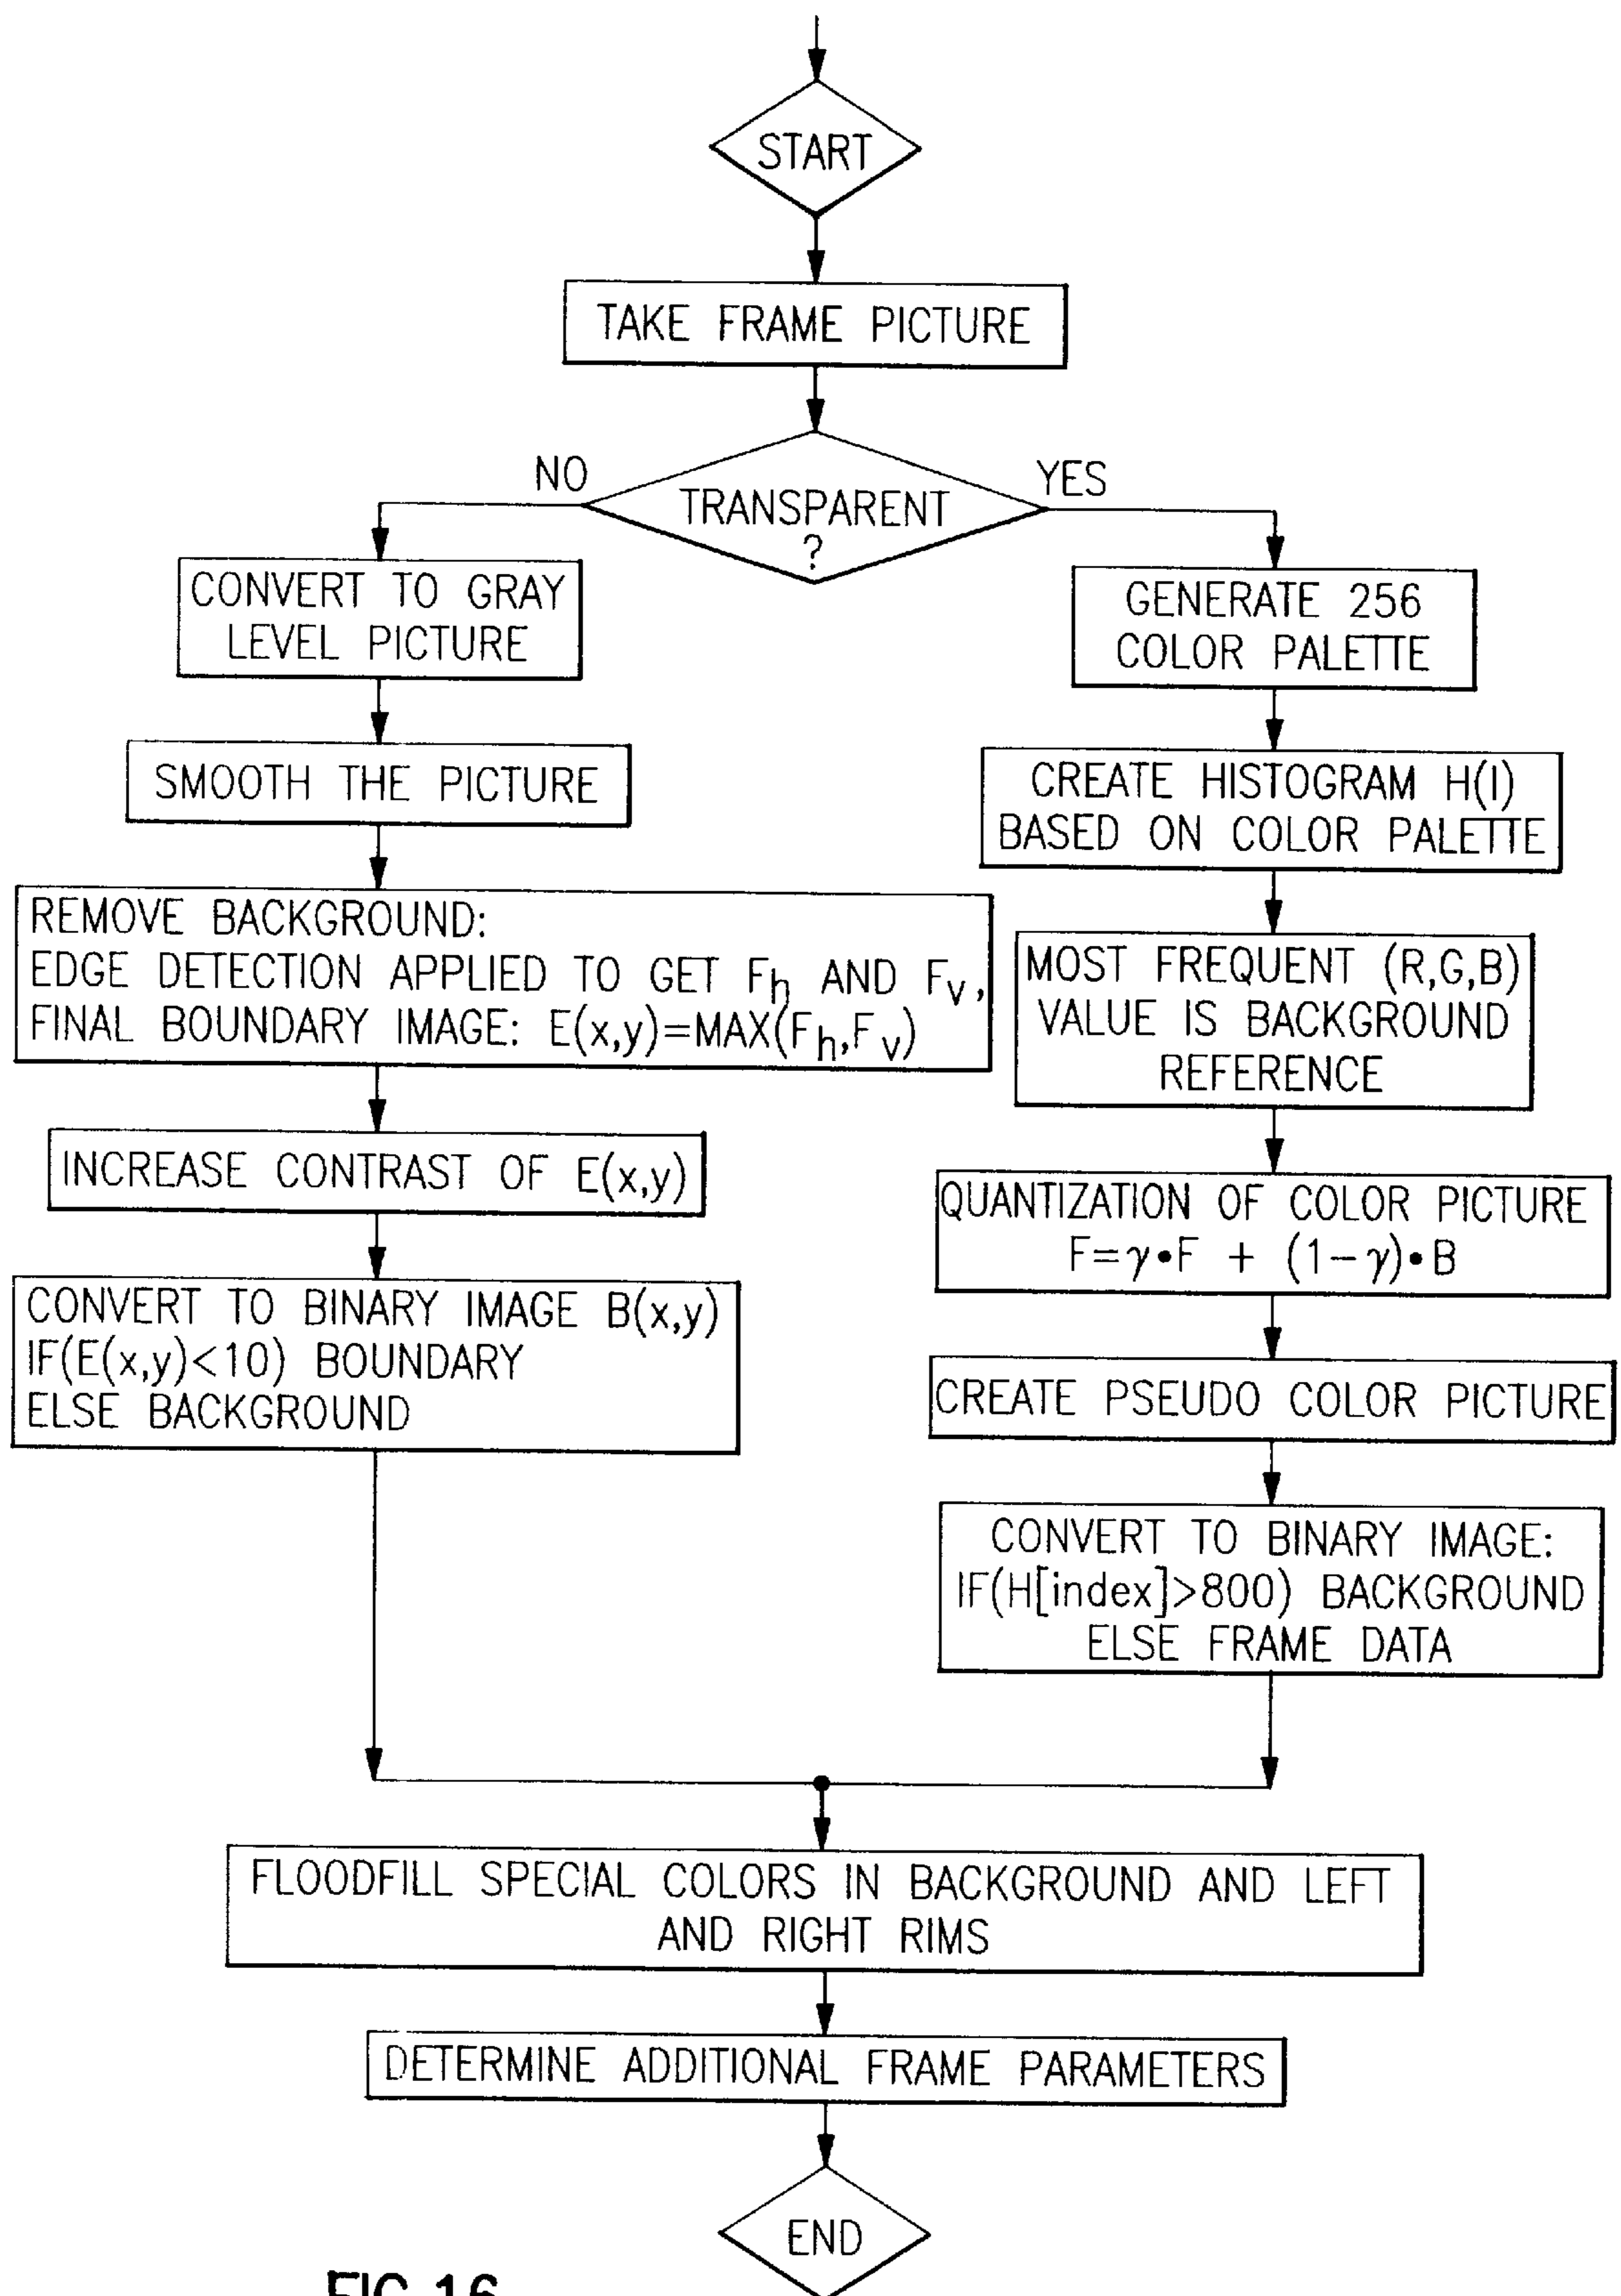 START
TAKE FRAME PICTURE
NO
YES
TRANSPARENT
?
CONVERT TO GRAY
LEVEL PICTURE
SMOOTH THE PICTURE
REMOVE BACKGROUND:
EDGE DETECTION APPLIED TO GET Fh AND Fv,
FINAL BOUNDARY IMAGE: E(x,y)=MAX(Fh,Fv)
INCREASE CONTRAST OF E(x,y)
CONVERT TO BINARY IMAGE B(x,y)
IF(E(x,y)<10) BOUNDARY
ELSE BACKGROUND
GENERATE 256
COLOR PALETTE
CREATE HISTOGRAM H(I)
BASED ON COLOR PALETTE
MOST FREQUENT (R,G,B)
VALUE IS BACKGROUND
REFERENCE
QUANTIZATION OF COLOR PICTURE
F=γ•F + (1-γ)•B
CREATE PSEUDO COLOR PICTURE
CONVERT TO BINARY IMAGE:
IF(H[index]>800) BACKGROUND
ELSE FRAME DATA
FLOODFILL SPECIAL COLORS IN BACKGROUND AND LEFT
AND RIGHT RIMS
DETERMINE ADDITIONAL FRAME PARAMETERS
END
FIG. 16